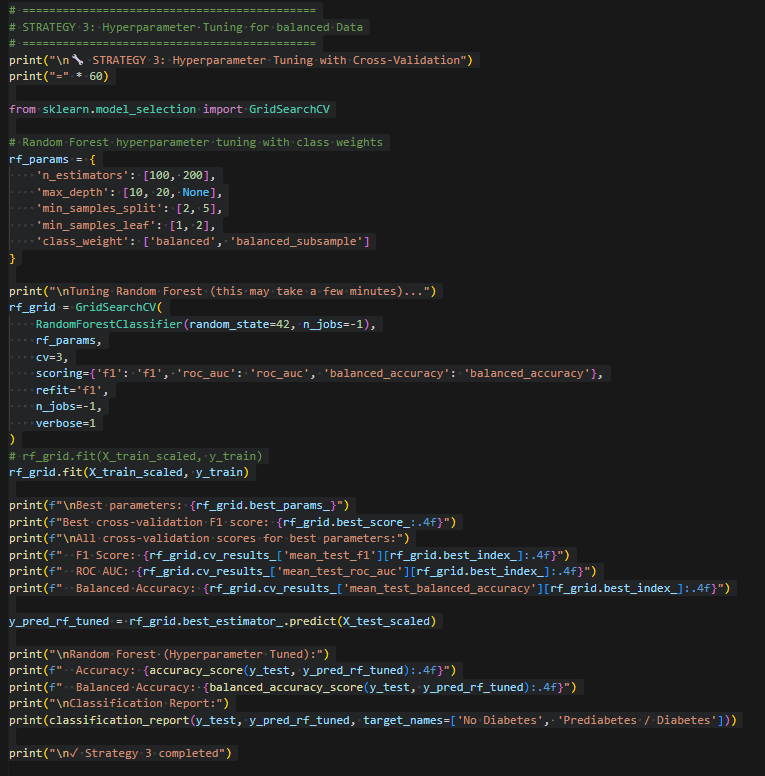 # ============================================
# STRATEGY 3: Hyperparameter Tuning for balanced Data
# ============================================
print("\n🔧 STRATEGY 3: Hyperparameter Tuning with Cross-Validation")
print("=" * 60)

from sklearn.model_selection import GridSearchCV

# Random Forest hyperparameter tuning with class weights
rf_params = {
    'n_estimators': [100, 200],
    'max_depth': [10, 20, None],
    'min_samples_split': [2, 5],
    'min_samples_leaf': [1, 2],
    'class_weight': ['balanced', 'balanced_subsample']
}

print("\nTuning Random Forest (this may take a few minutes)...")
rf_grid = GridSearchCV(
    RandomForestClassifier(random_state=42, n_jobs=-1),
    rf_params,
    cv=3,
    scoring={'f1': 'f1', 'roc_auc': 'roc_auc', 'balanced_accuracy': 'balanced_accuracy'},
    refit='f1',
    n_jobs=-1,
    verbose=1
)
# rf_grid.fit(X_train_scaled, y_train)
rf_grid.fit(X_train_scaled, y_train)

print(f"\nBest parameters: {rf_grid.best_params_}")
print(f"Best cross-validation F1 score: {rf_grid.best_score_:.4f}")
print(f"\nAll cross-validation scores for best parameters:")
print(f"  F1 Score: {rf_grid.cv_results_['mean_test_f1'][rf_grid.best_index_]:.4f}")
print(f"  ROC AUC: {rf_grid.cv_results_['mean_test_roc_auc'][rf_grid.best_index_]:.4f}")
print(f"  Balanced Accuracy: {rf_grid.cv_results_['mean_test_balanced_accuracy'][rf_grid.best_index_]:.4f}")

y_pred_rf_tuned = rf_grid.best_estimator_.predict(X_test_scaled)

print("\nRandom Forest (Hyperparameter Tuned):")
print(f"  Accuracy: {accuracy_score(y_test, y_pred_rf_tuned):.4f}")
print(f"  Balanced Accuracy: {balanced_accuracy_score(y_test, y_pred_rf_tuned):.4f}")
print("\nClassification Report:")
print(classification_report(y_test, y_pred_rf_tuned, target_names=['No Diabetes', 'Prediabetes / Diabetes']))

print("\n✓ Strategy 3 completed")